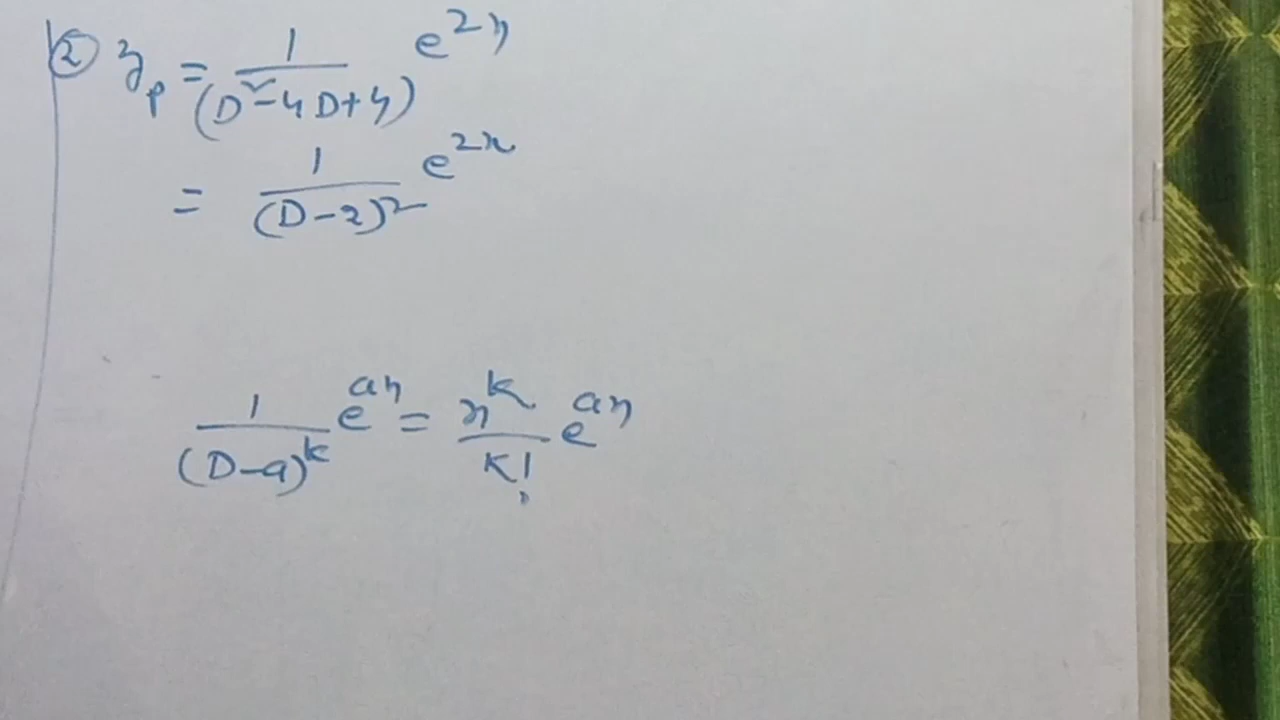 ② y_p = 1/(D²-4D+4) e^{2x}
= 1/(D-2)² e^{2x}
1/(D-a)^k e^{ax} = x^k/k! e^{ax}